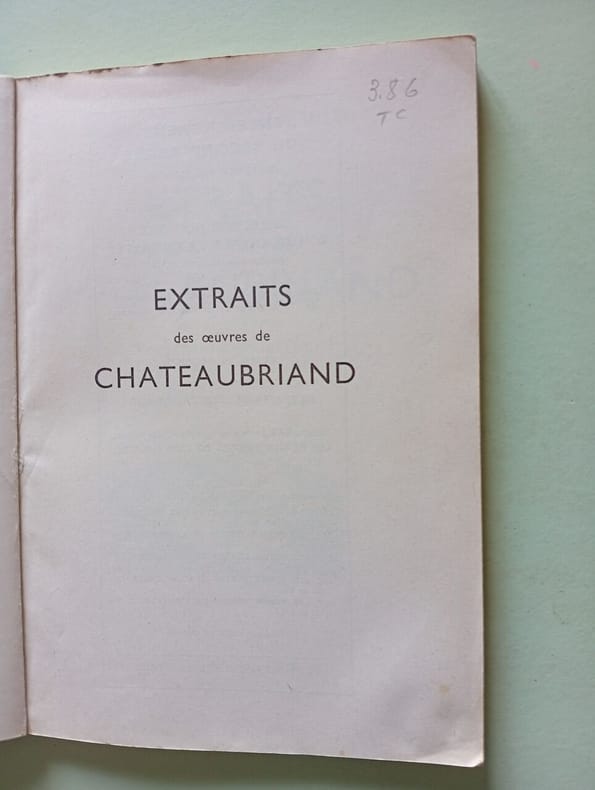 3.86
TC
EXTRAITS
des œuvres de
CHATEAUBRIAND